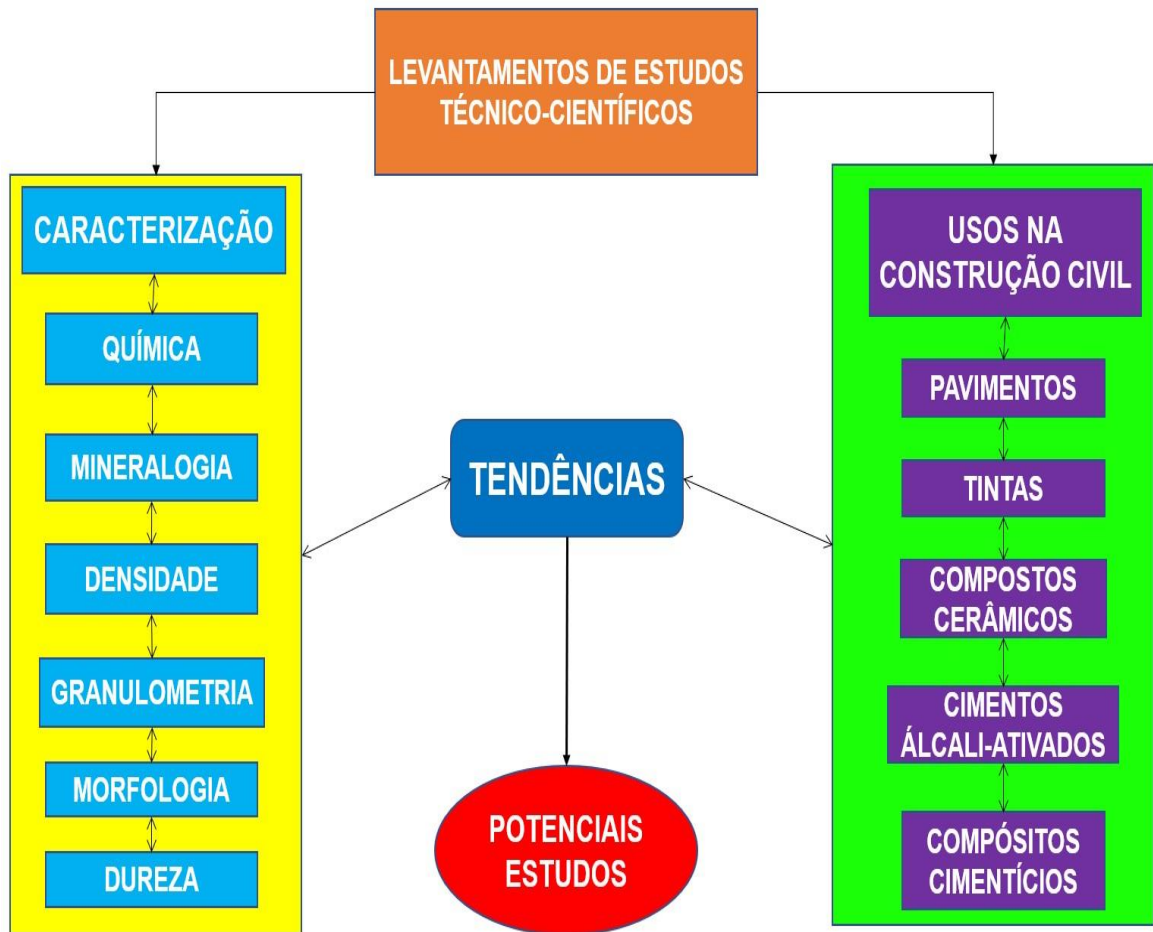 LEVANTAMENTOS DE ESTUDOS
TÉCNICO-CIENTÍFICOS
CARACTERIZAÇÃO
QUÍMICA
MINERALOGIA
DENSIDADE
GRANULOMETRIA
MORFOLOGIA
DUREZA
TENDÊNCIAS
POTENCIAIS
ESTUDOS
USOS NA
CONSTRUÇÃO CIVIL
PAVIMENTOS
TINTAS
COMPOSTOS
CERÂMICOS
CIMENTOS
ÁLCALI-ATIVADOS
COMPÓSITOS
CIMENTÍCIOS